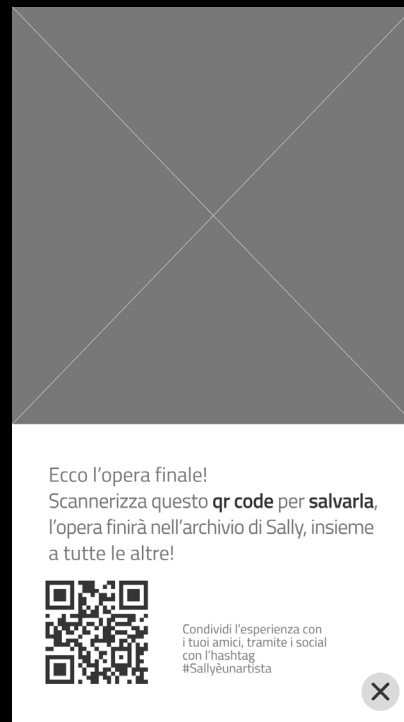 Ecco l’opera finale!
Scannerizza questo qr code per salvarla,
l’opera finirà nell’archivio di Sally, insieme
a tutte le altre!
Condividi l’esperienza con
i tuoi amici, tramite i social
con l’hashtag
#Sallyèunartista